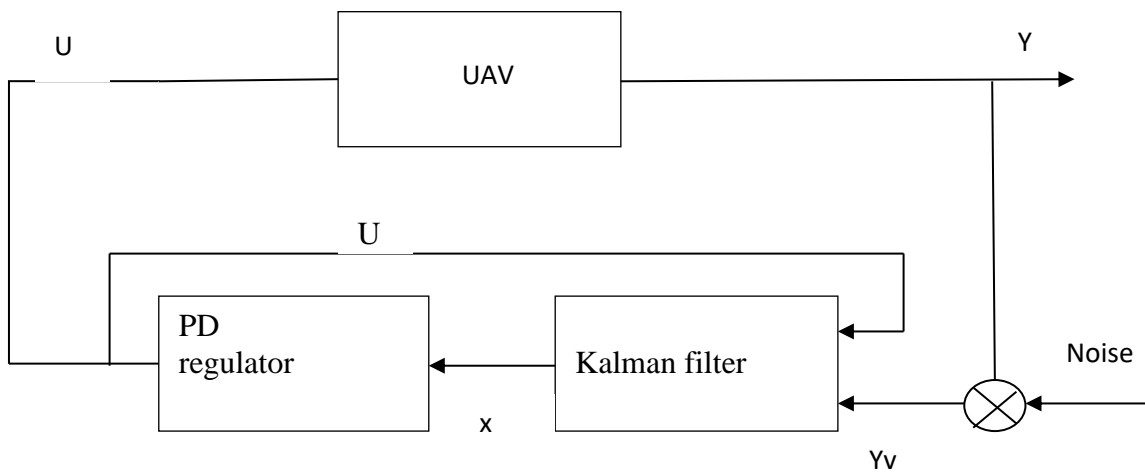 U
UAV
Y
U
PD
regulator
Kalman filter
Noise
x
Yv